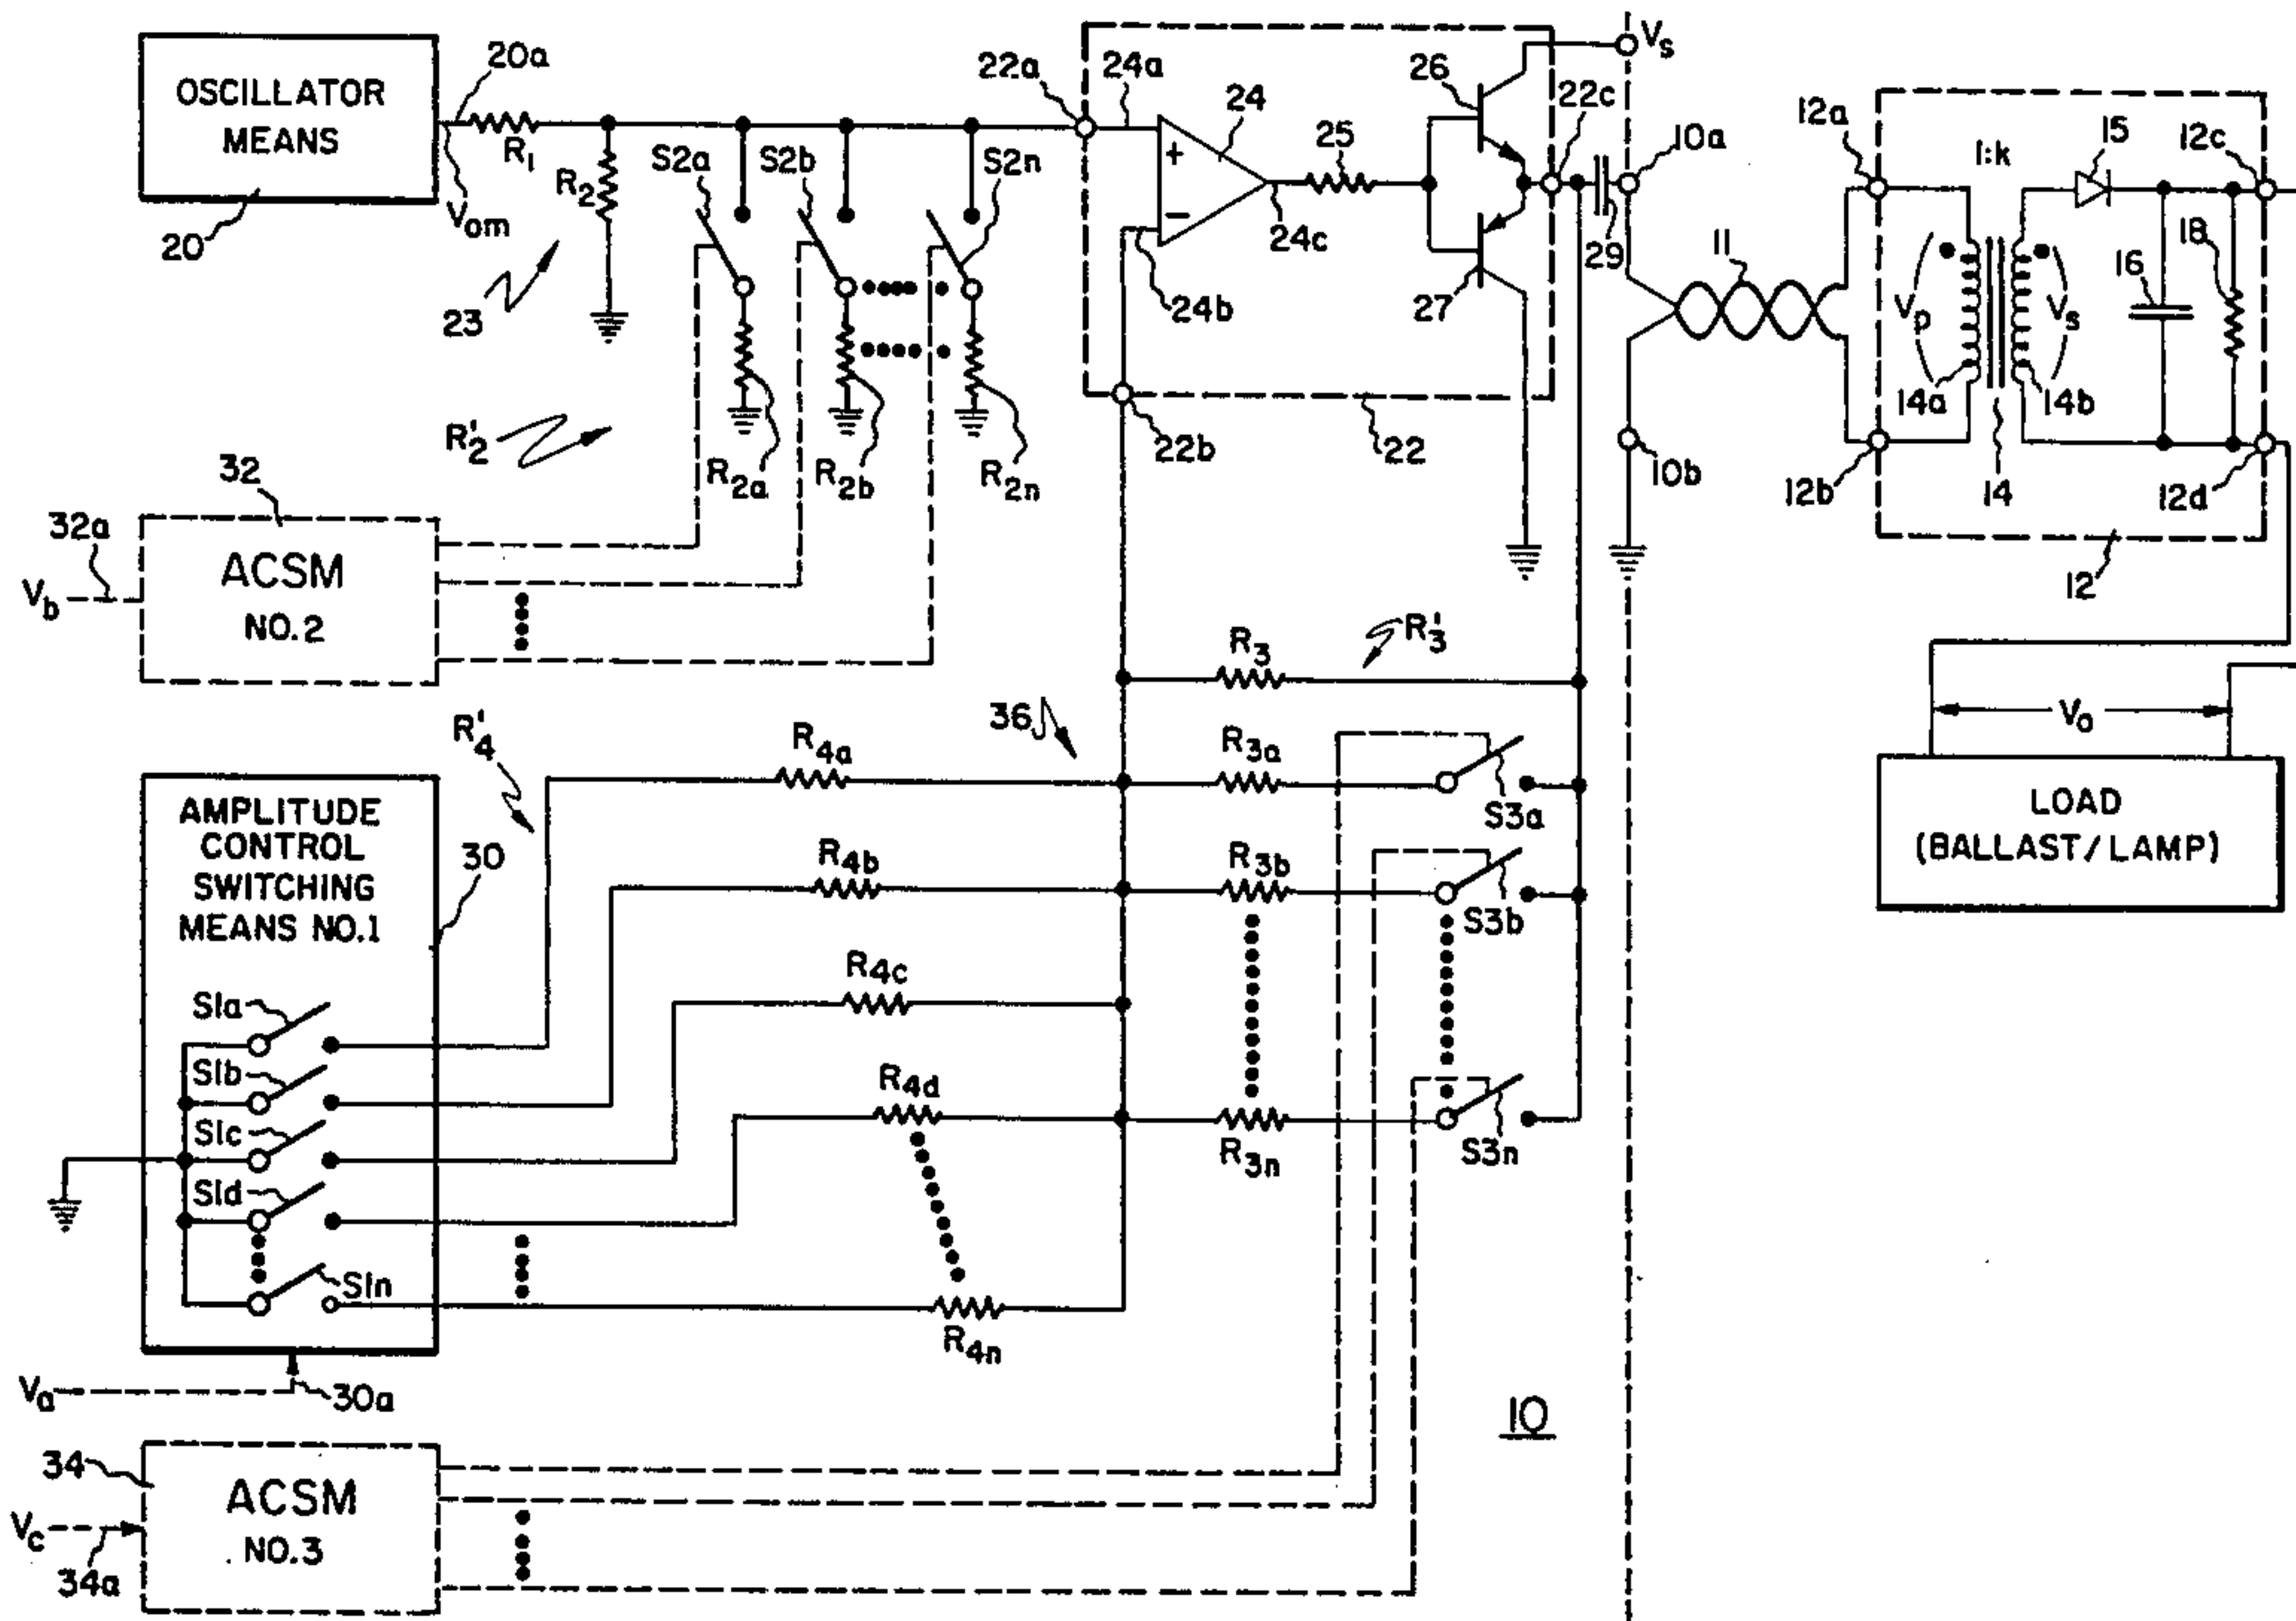 OSCILLATOR
MEANS
20
20a
R1
Vom
R2
23
S2a
S2b
S2n
R'2
R2a
R2b
R2n
22a
24a
24
+
−
24b
24c
25
26
27
22b
22
22c
29
Vs
10a
10b
11
12a
12b
1:k
15
12c
16
18
Vp
Vs
14a
14b
14
12d
12
32
32a
Vb
ACSM
NO.2
R3
R'3
36
R'4
R4a
R3a
S3a
R4b
R3b
S3b
R4c
R4d
R3n
S3n
R4n
Vo
LOAD
(BALLAST/LAMP)
AMPLITUDE
CONTROL
SWITCHING
MEANS NO.1
30
S1a
S1b
S1c
S1d
S1n
Va
30a
10
34
ACSM
NO.3
Vc
34a